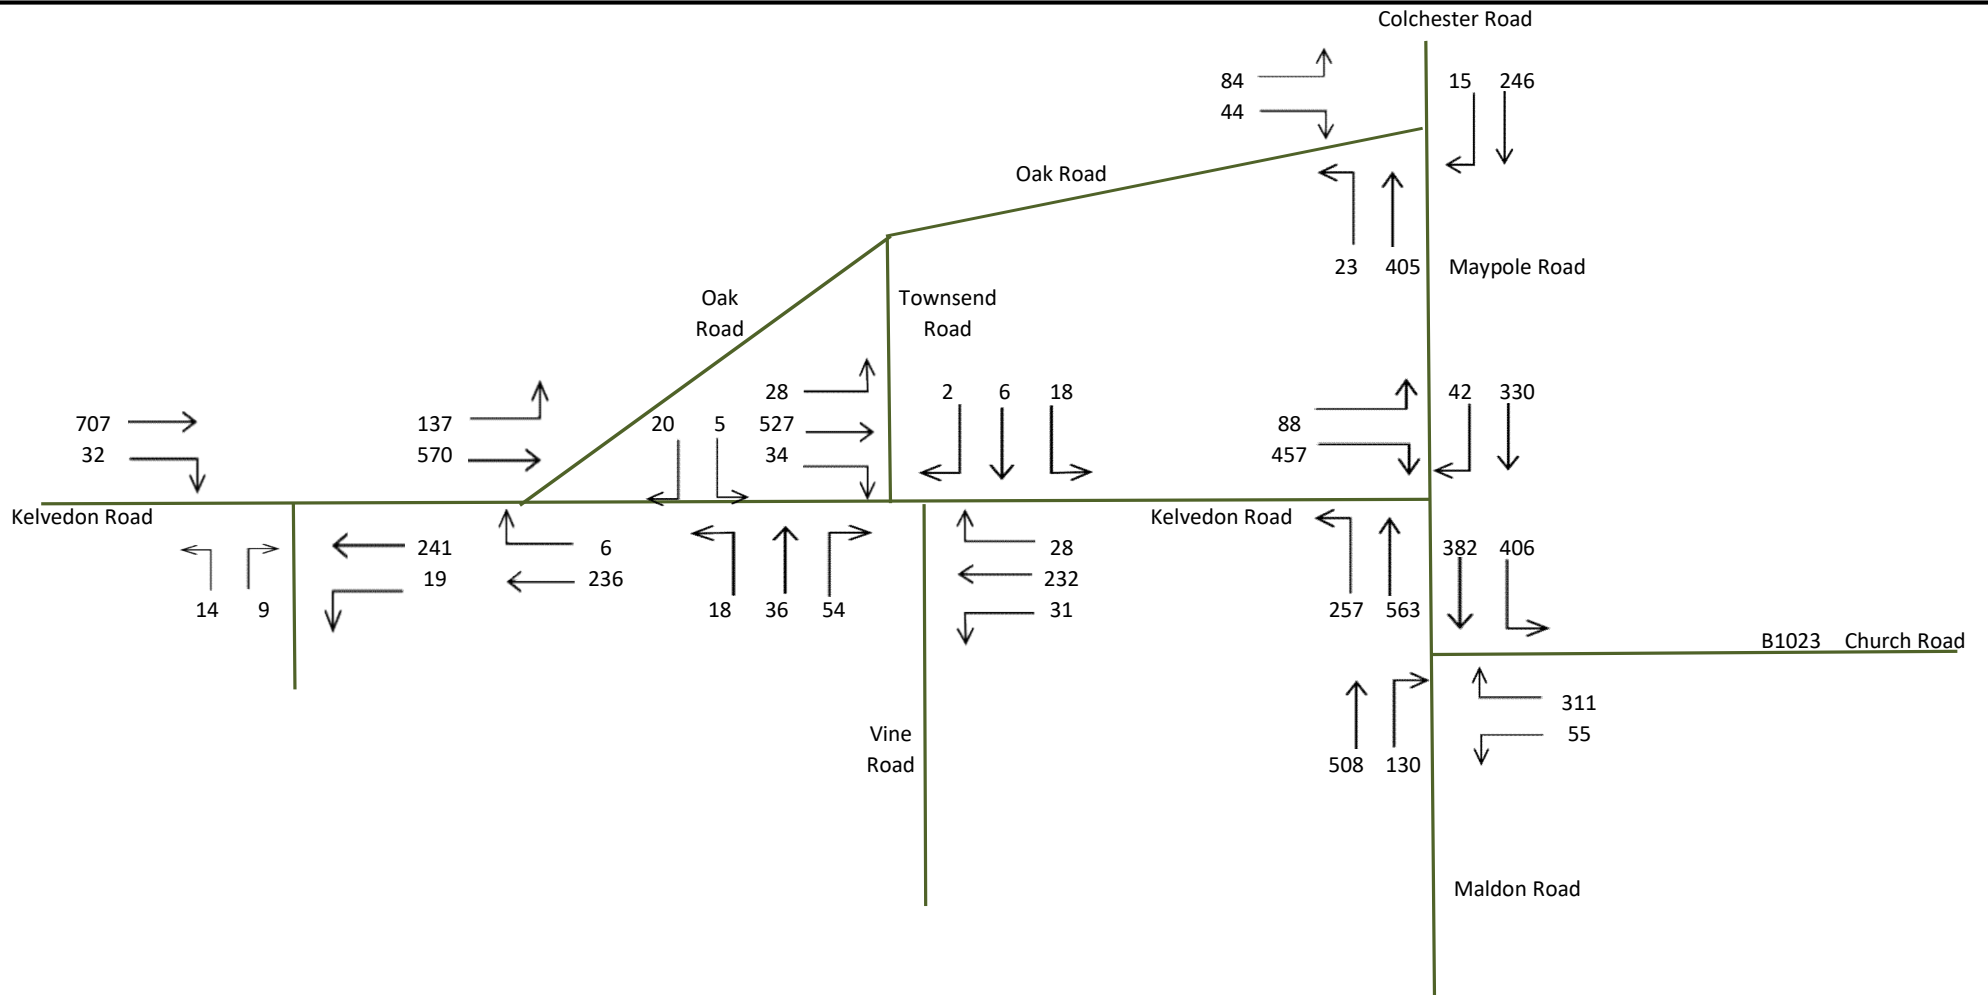 Colchester Road
84
15 246
44
Oak Road
23 405 Maypole Road
Oak
Road
Townsend
Road
28
2 6 18
42 330
707
137
20 5
527
88
32
570
34
457
Kelvedon Road
Kelvedon Road
241
6
28
382 406
19
236
232
14 9
18 36 54
31
257 563
B1023 Church Road
311
Vine
Road
55
508 130
Maldon Road